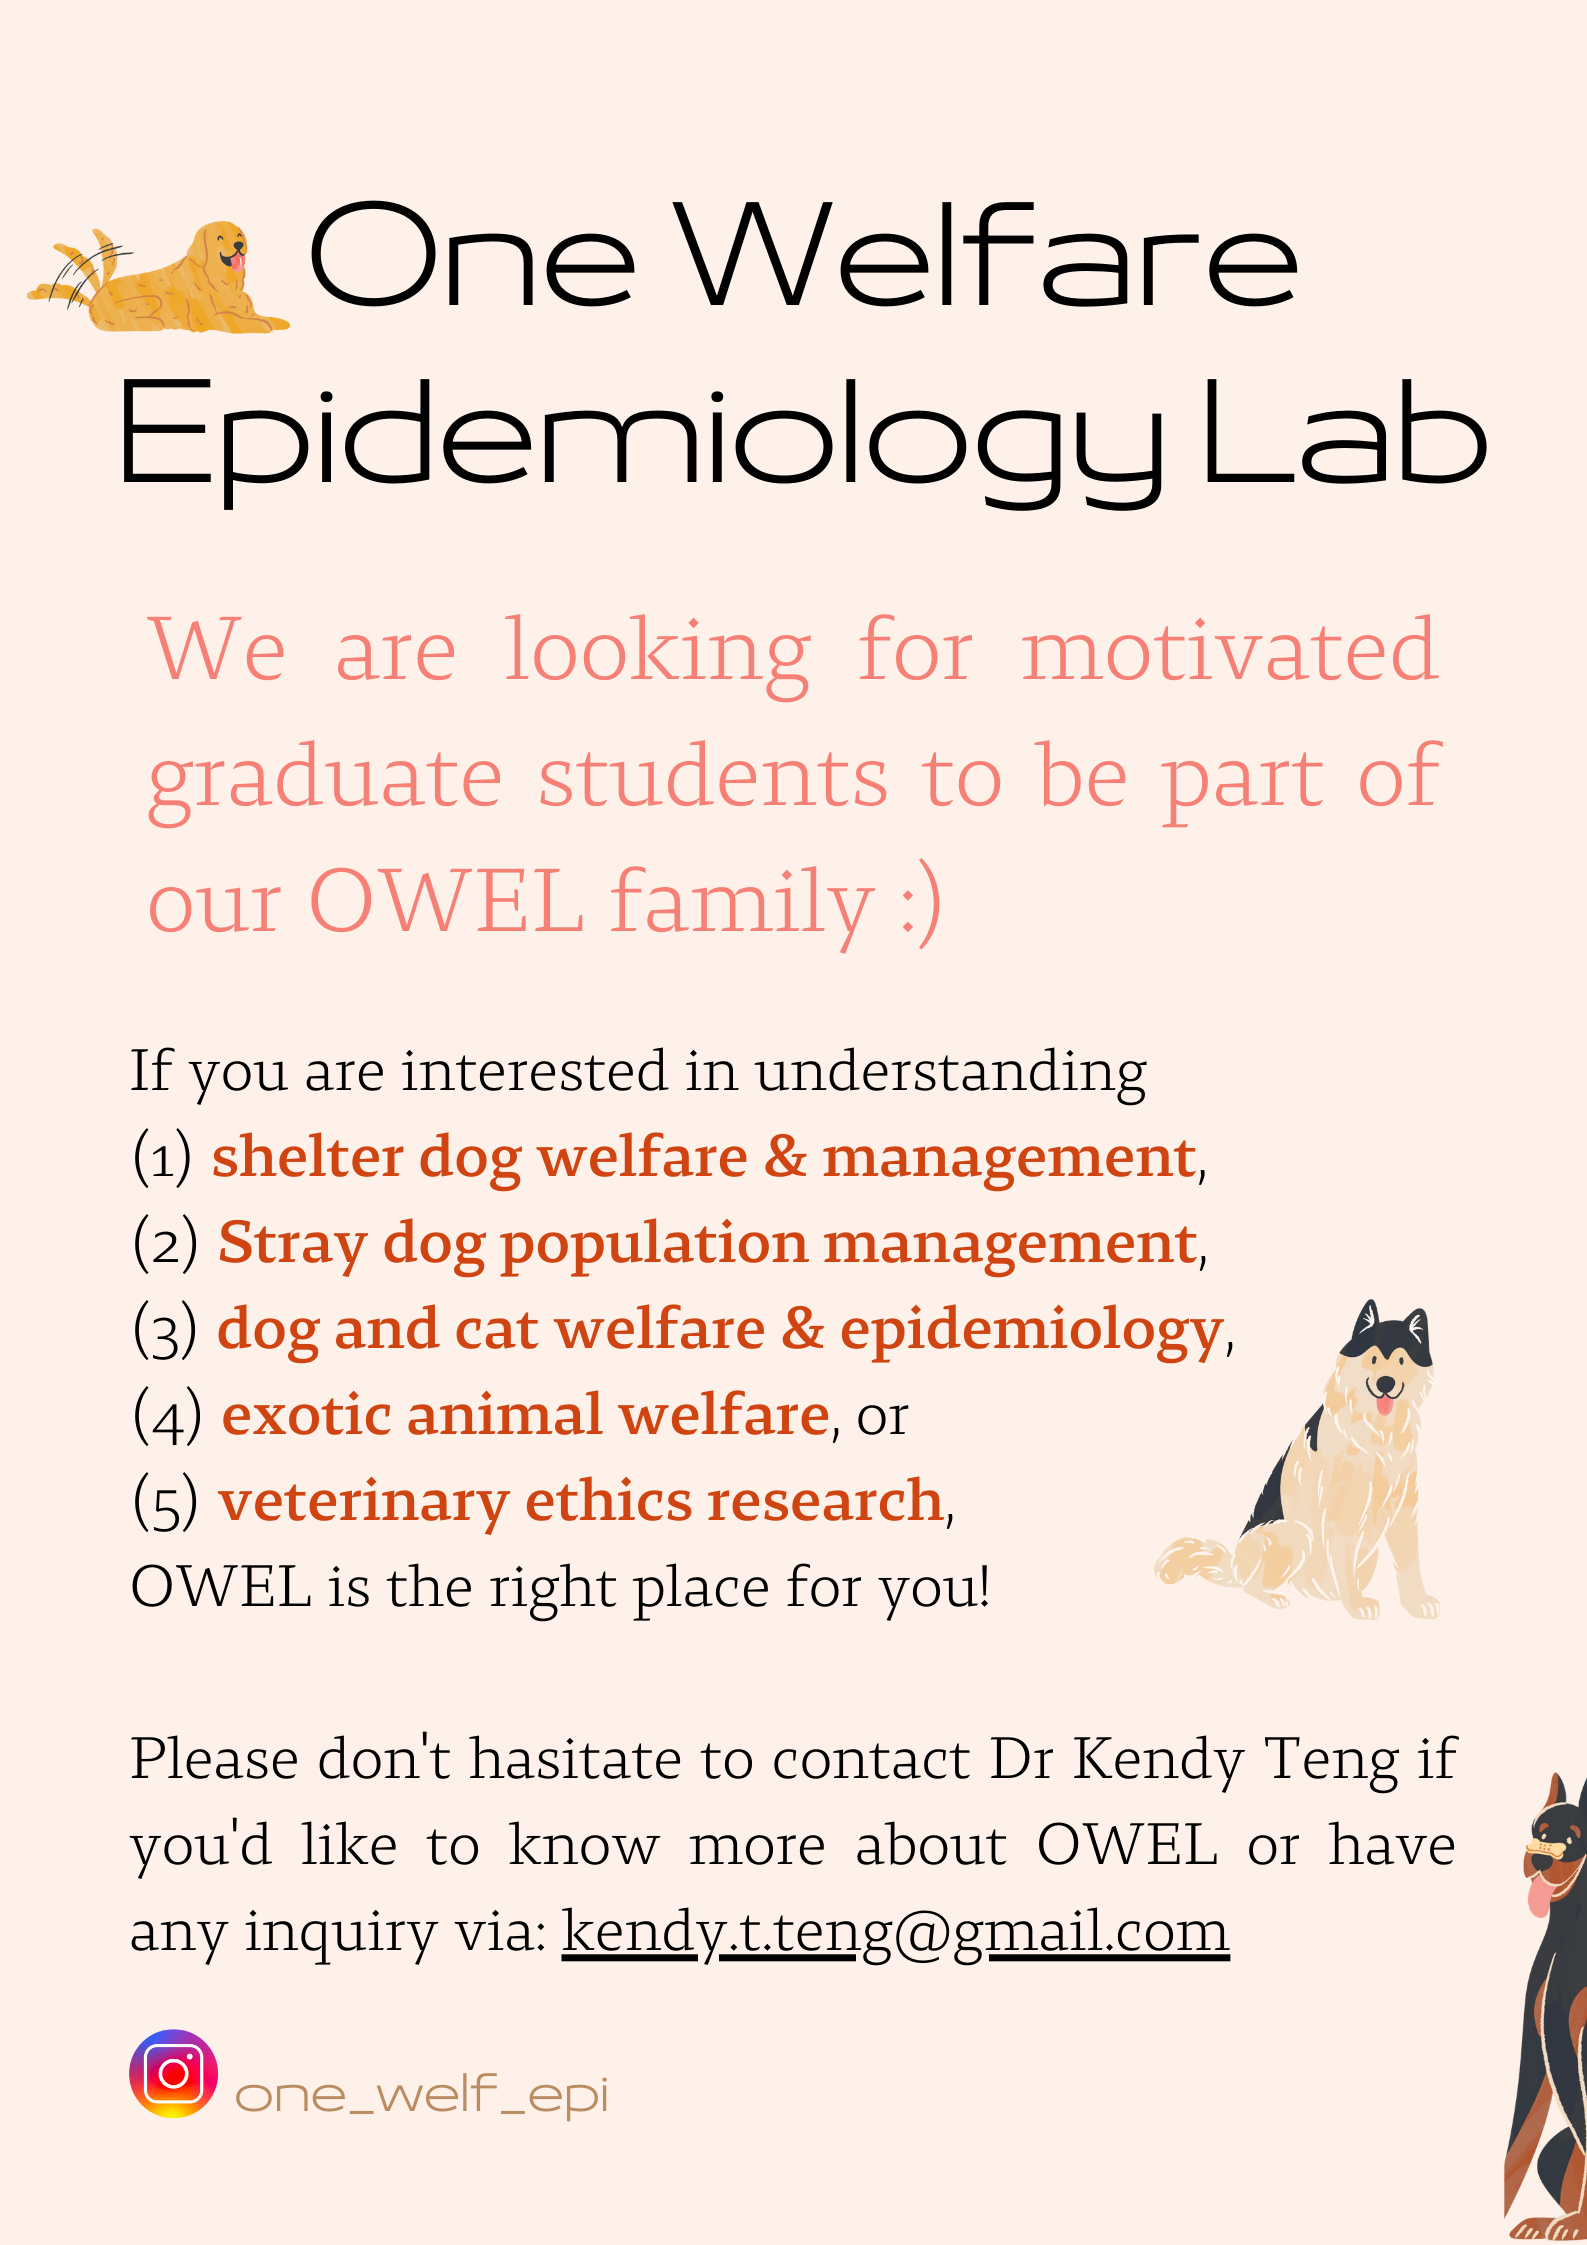 One Welfare
Epidemiology Lab
We are looking for motivated
graduate students to be part of
our OWEL family :)
If you are interested in understanding
(1) shelter dog welfare & management,
(2) Stray dog population management,
(3) dog and cat welfare & epidemiology,
(4) exotic animal welfare, or
(5) veterinary ethics research,
OWEL is the right place for you!
Please don't hasitate to contact Dr Kendy Teng if
you'd like to know more about OWEL or have
any inquiry via: kendy.t.teng@gmail.com
one_welf_epi